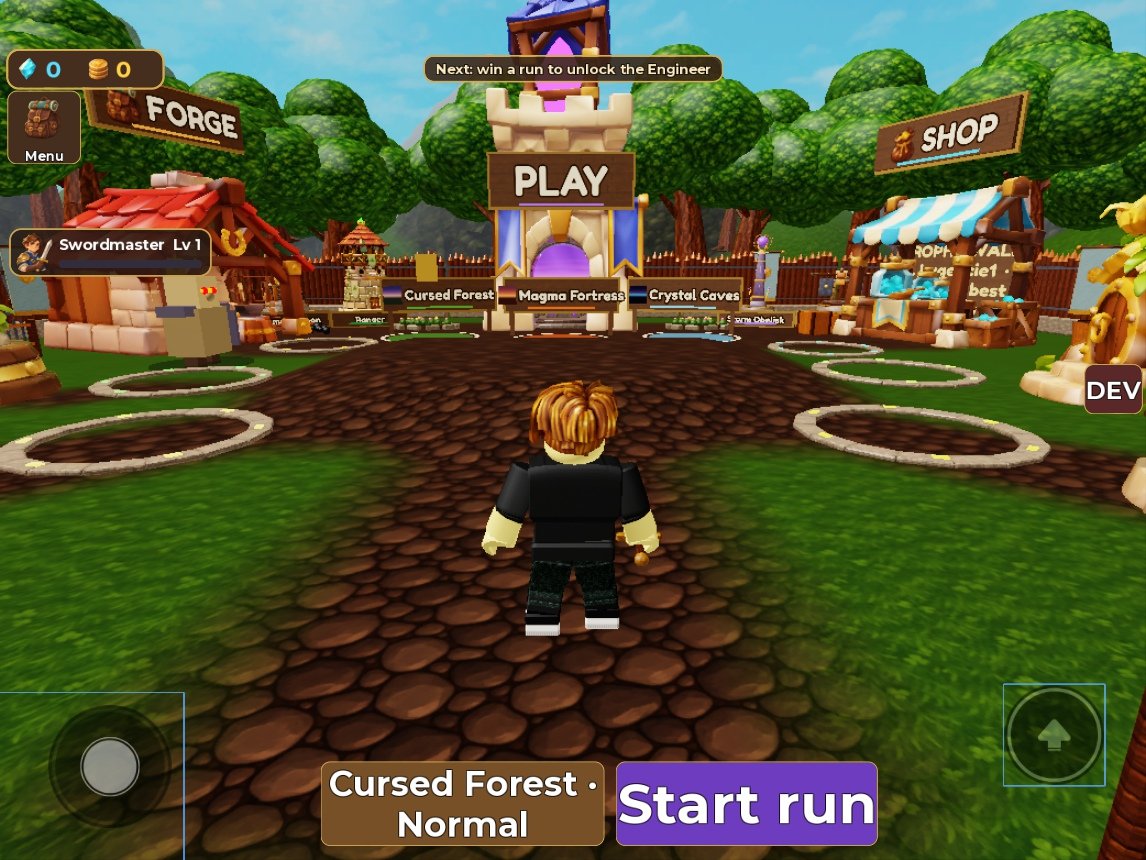 0 0
Next: win a run to unlock the Engineer
FORGE
SHOP
Menu
PLAY
Swordmaster Lv 1
best
Cursed Forest
Magma Fortress
Crystal Caves
DEV
Cursed Forest ·
Normal
Start run